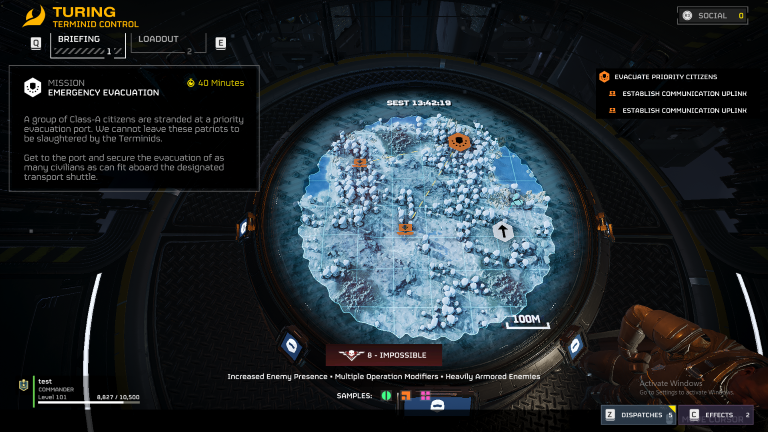 TURING
TERMINID CONTROL
SOCIAL 0
Q
BRIEFING
1
LOADOUT
2
E
MISSION
EMERGENCY EVACUATION
40 Minutes
A group of Class-A citizens are stranded at a priority
evacuation port. We cannot leave these patriots to
be slaughtered by the Terminids.
Get to the port and secure the evacuation of as
many civilians as can fit aboard the designated
transport shuttle.
EVACUATE PRIORITY CITIZENS
ESTABLISH COMMUNICATION UPLINK
ESTABLISH COMMUNICATION UPLINK
SEST 13:42:19
100M
8 - IMPOSSIBLE
Increased Enemy Presence • Multiple Operation Modifiers • Heavily Armored Enemies
SAMPLES:
test
COMMANDER
Level 101
8,827 / 10,500
Activate Windows
Go to Settings to activate Windows.
Z DISPATCHES 5
C EFFECTS 2